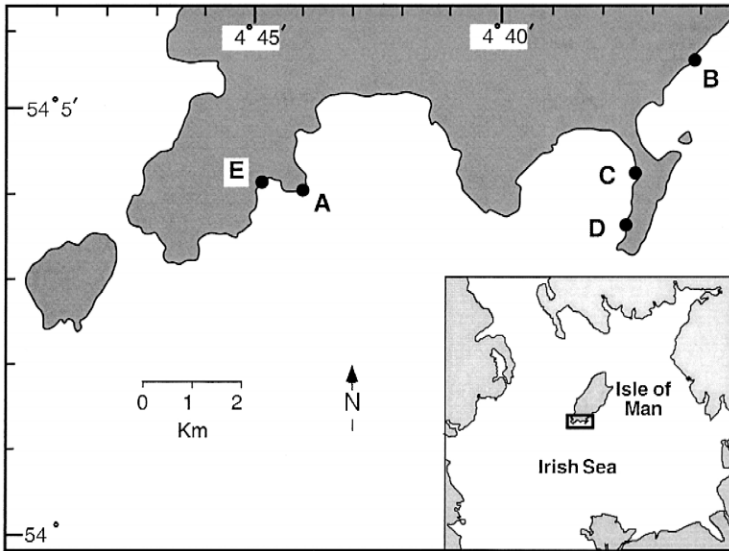 4°45′
4°40′
54°5′
B
E
A
C
D
0 1 2
Km
N
Isle of
Man
Irish Sea
54°